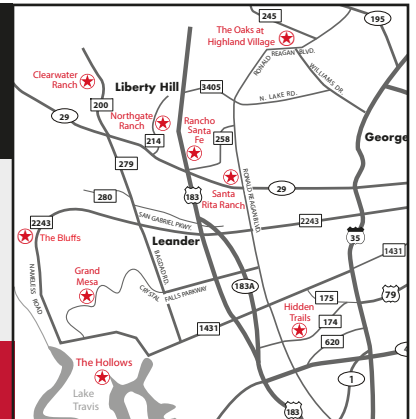 245
195
The Oaks at
Highland Village
RONALD REAGAN BLVD.
WILLIAMS DR
Clearwater
Ranch
Liberty Hill
3405
N. LAKE RD.
200
29
Northgate
Ranch
214
Rancho
Santa
Fe
258
George
279
183
Santa
Rita Ranch
RONALD REAGAN BLVD.
29
280
SAN GABRIEL PKWY.
2243
2243
The Bluffs
Leander
35
1431
NAMELESS ROAD
Grand
Mesa
BAGDAD RD.
CRYSTAL FALLS PARKWAY
183A
175
79
Hidden
Trails
174
1431
620
The Hollows
Lake
Travis
1
183